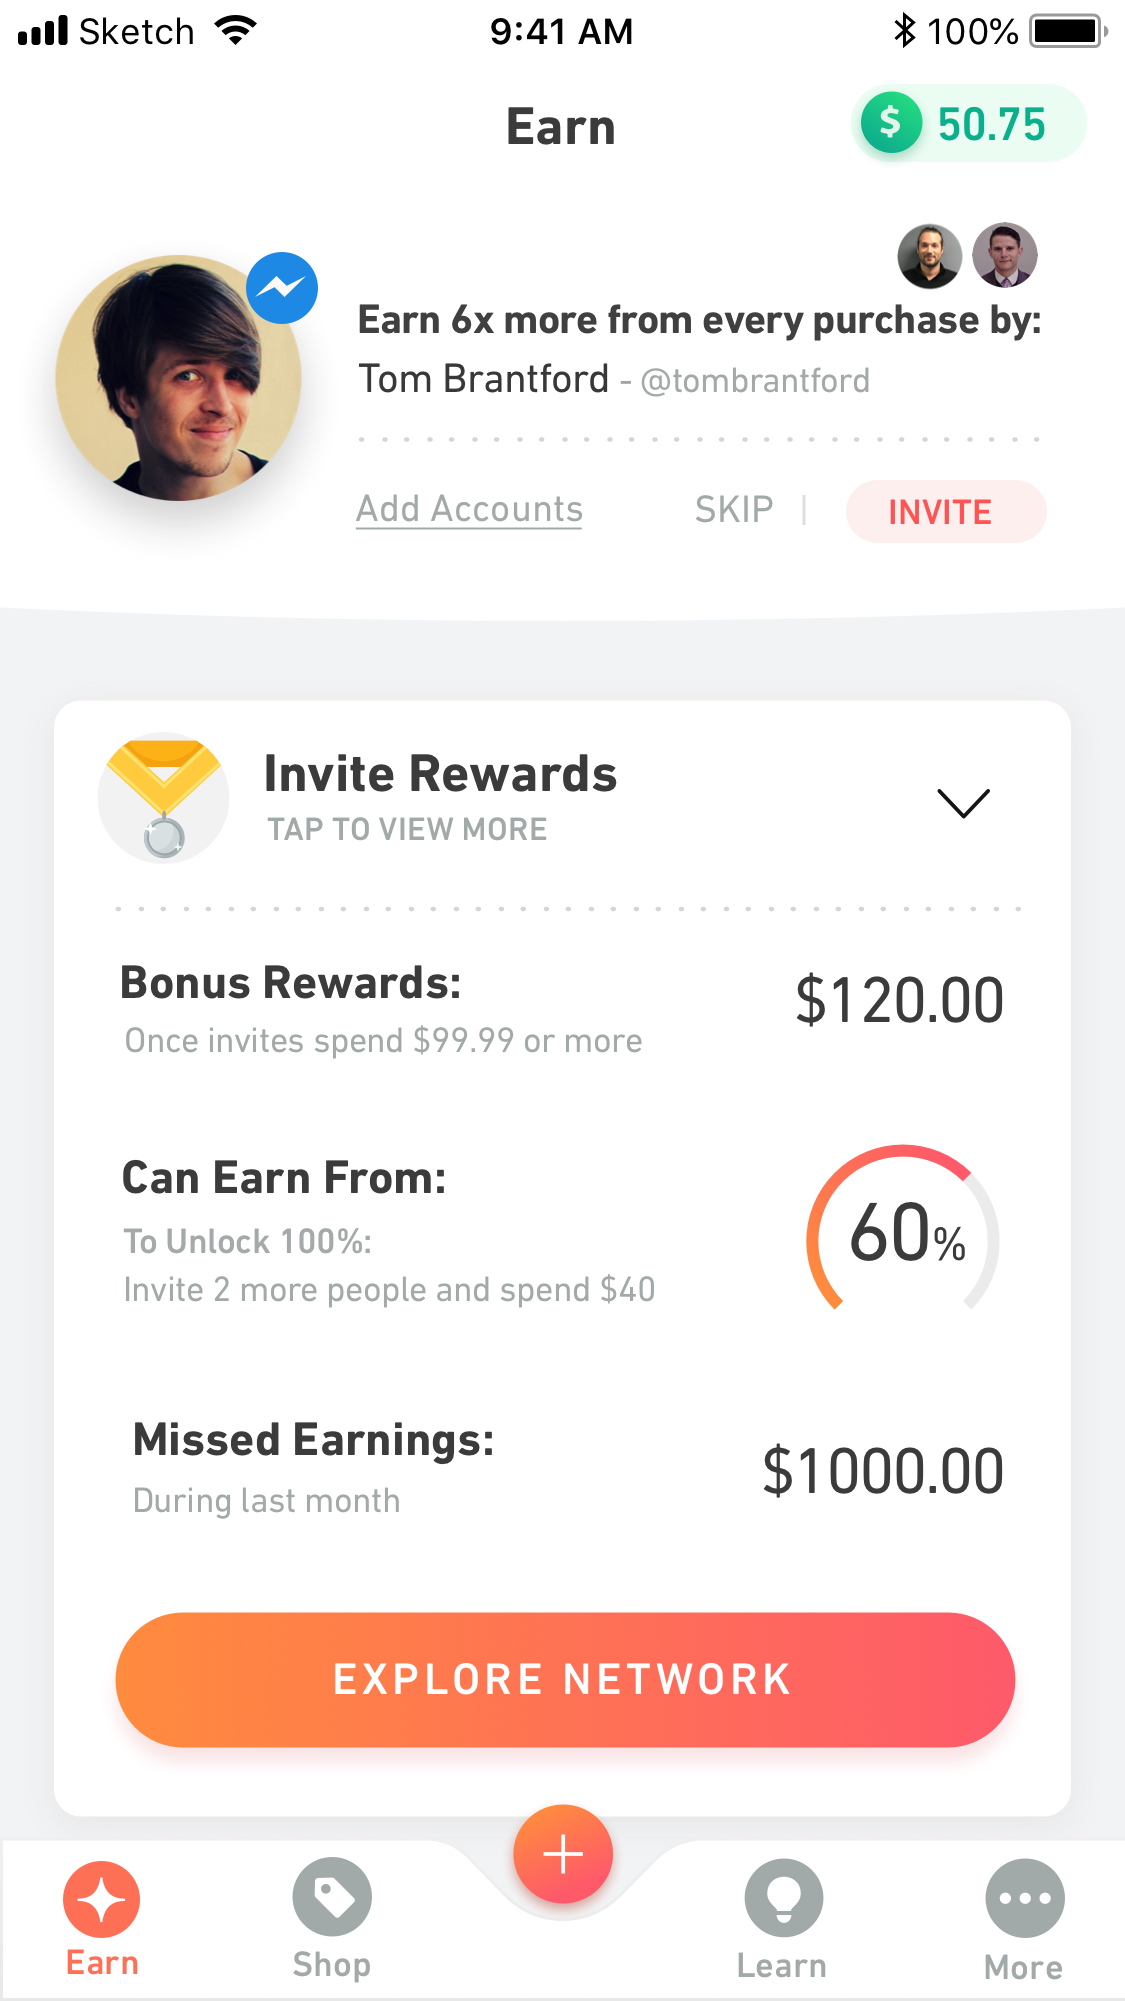 Sketch 9:41 AM 100%
Earn
$ 50.75
Earn 6x more from every purchase by:
Tom Brantford - @tombrantford
Add Accounts SKIP | INVITE
Invite Rewards
TAP TO VIEW MORE
Bonus Rewards:
$120.00
Once invites spend $99.99 or more
Can Earn From:
60%
To Unlock 100%:
Invite 2 more people and spend $40
Missed Earnings:
$1000.00
During last month
EXPLORE NETWORK
Earn Shop Learn More